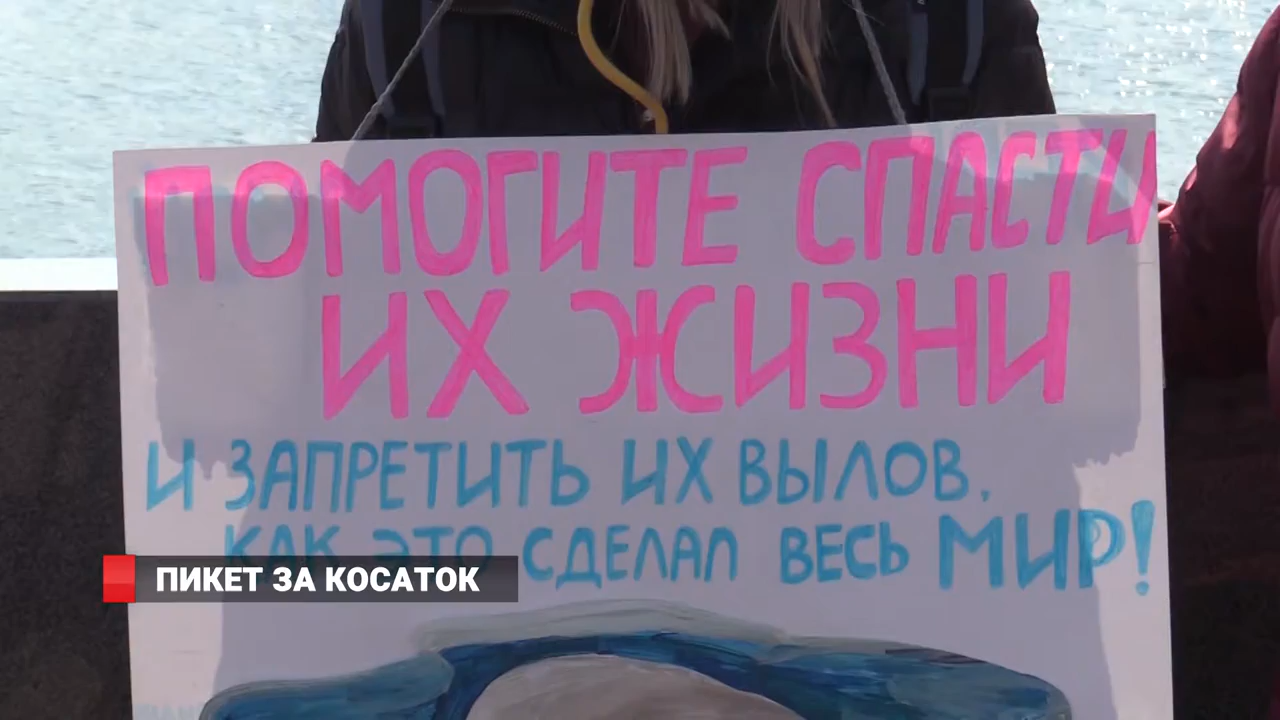 ПОМОГИТЕ СПАСТИ
ИХ ЖИЗНИ
И ЗАПРЕТИТЬ ИХ ВЫЛОВ.
КАК ЭТО СДЕЛАЛ ВЕСЬ МИР!
ПИКЕТ ЗА КОСАТОК